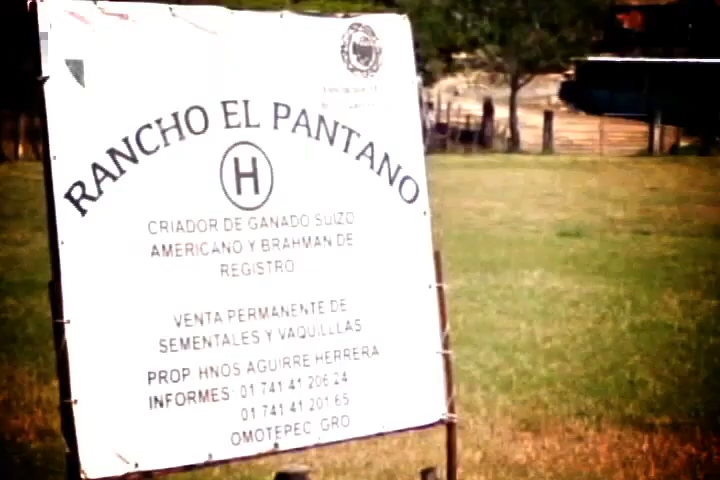 RANCHO EL PANTANO
H
CRIADOR DE GANADO SUIZO
AMERICANO Y BRAHMAN DE
REGISTRO
VENTA PERMANENTE DE
SEMENTALES Y VAQUILLLAS
PROP HNOS AGUIRRE HERRERA
INFORMES: 01 741 41 206 24
01 741 41 201 65
OMOTEPEC, GRO